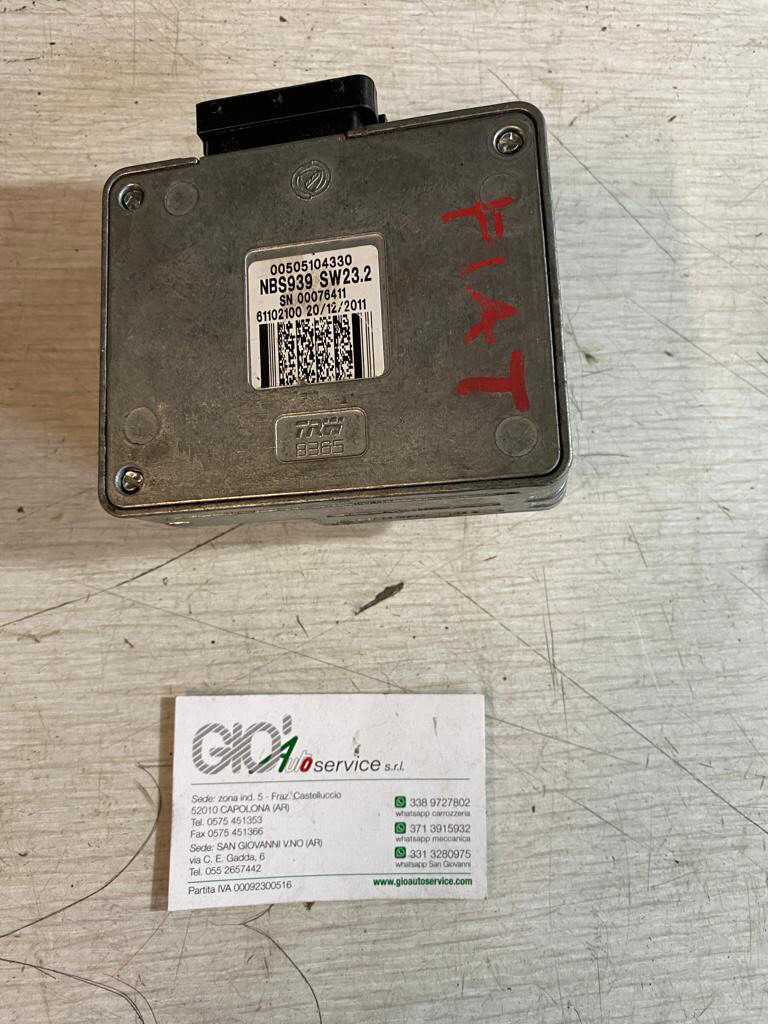 00505104330
NBS939 SW23.2
SN 00076411
61102100 20/12/2011
TRW
8365
FIAT
GIO' Auto service s.r.l.
Sede: zona ind. 5 - Fraz. Castelluccio
52010 CAPOLONA (AR)
Tel. 0575 451353
Fax 0575 451366
Sede: SAN GIOVANNI V.NO (AR)
via C. E. Gadda, 6
Tel. 055 2657442
Partita IVA 00092300516
338 9727802
whatsapp carrozzeria
371 3915932
whatsapp meccanica
331 3280975
whatsapp San Giovanni
www.gioautoservice.com